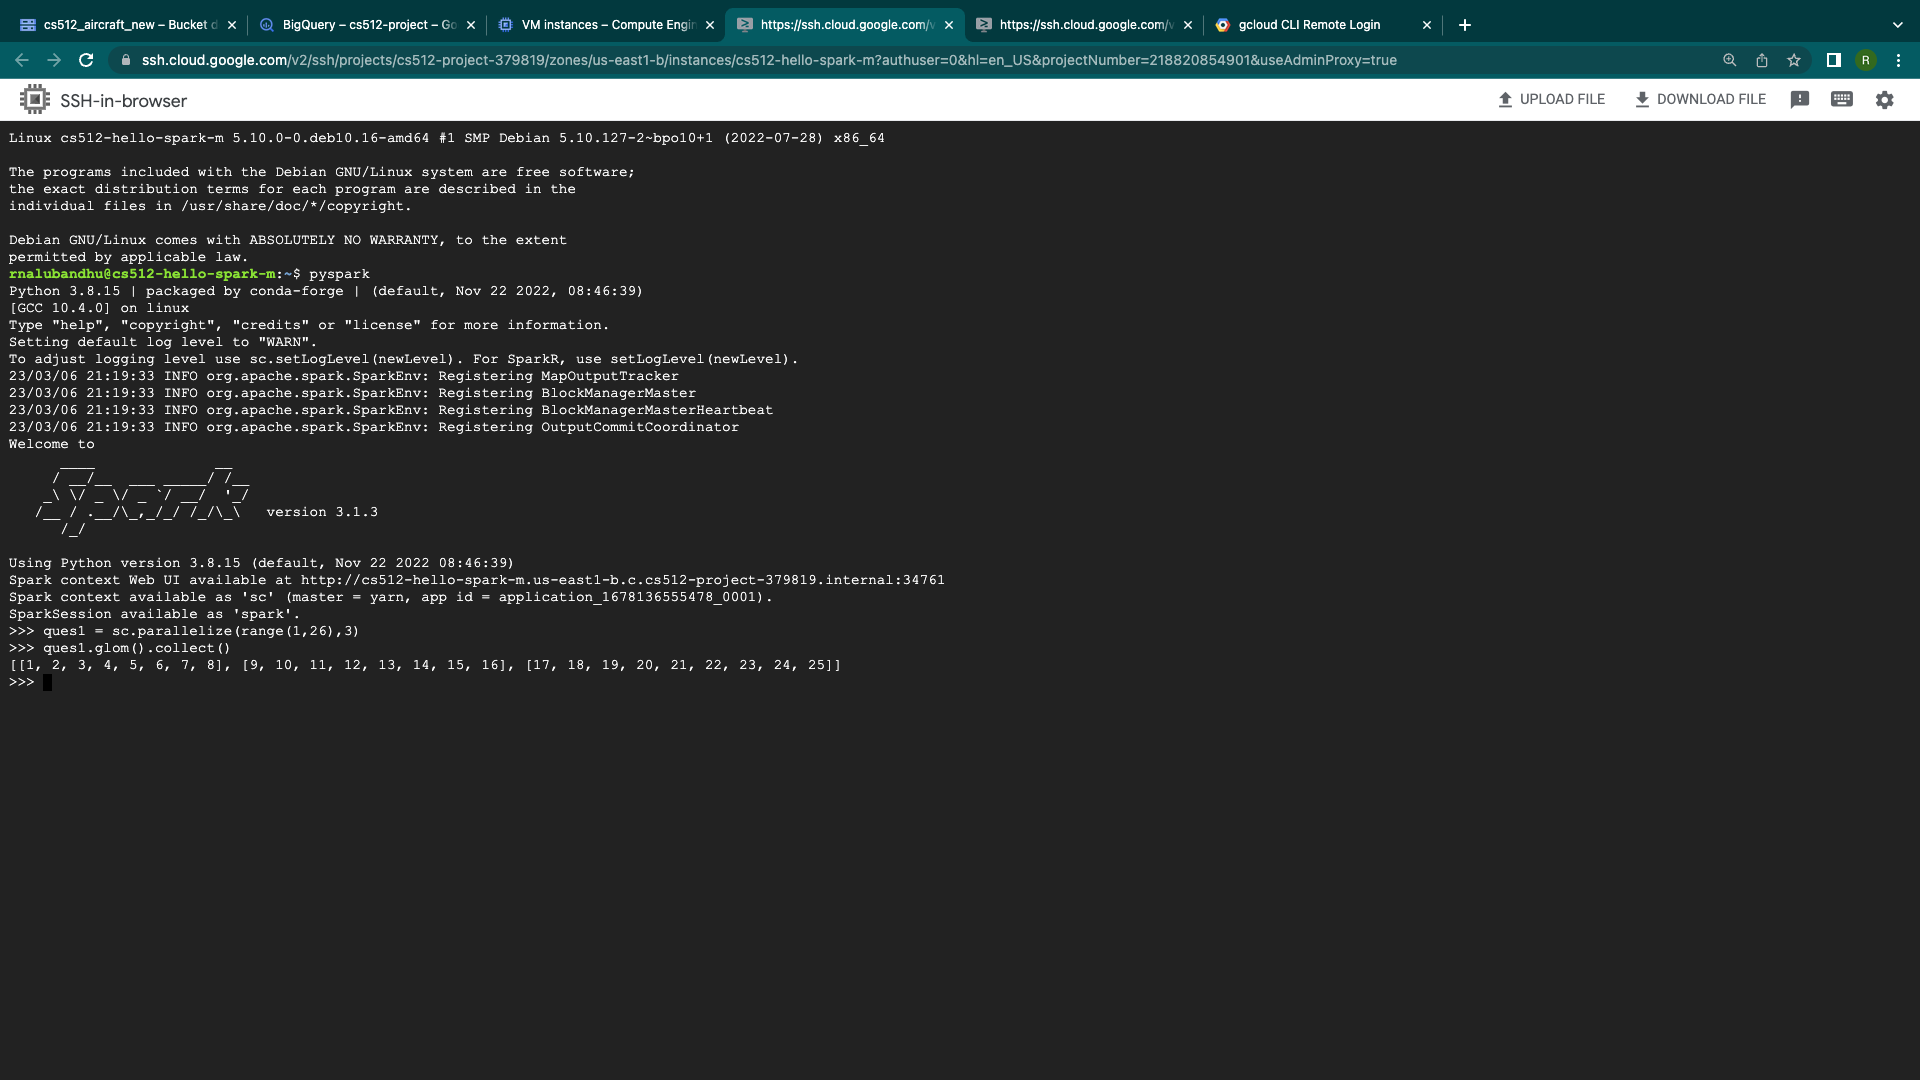 cs512_aircraft_new – Bucket d
BigQuery – cs512-project – Go
VM instances – Compute Engin
https://ssh.cloud.google.com/v
https://ssh.cloud.google.com/v
gcloud CLI Remote Login
ssh.cloud.google.com/v2/ssh/projects/cs512-project-379819/zones/us-east1-b/instances/cs512-hello-spark-m?authuser=0&hl=en_US&projectNumber=218820854901&useAdminProxy=true
R
SSH-in-browser
UPLOAD FILE
DOWNLOAD FILE
Linux cs512-hello-spark-m 5.10.0-0.deb10.16-amd64 #1 SMP Debian 5.10.127-2~bpo10+1 (2022-07-28) x86_64
The programs included with the Debian GNU/Linux system are free software;
the exact distribution terms for each program are described in the
individual files in /usr/share/doc/*/copyright.
Debian GNU/Linux comes with ABSOLUTELY NO WARRANTY, to the extent
permitted by applicable law.
rnalubandhu@cs512-hello-spark-m:~$ pyspark
Python 3.8.15 | packaged by conda-forge | (default, Nov 22 2022, 08:46:39)
[GCC 10.4.0] on linux
Type "help", "copyright", "credits" or "license" for more information.
Setting default log level to "WARN".
To adjust logging level use sc.setLogLevel(newLevel). For SparkR, use setLogLevel(newLevel).
23/03/06 21:19:33 INFO org.apache.spark.SparkEnv: Registering MapOutputTracker
23/03/06 21:19:33 INFO org.apache.spark.SparkEnv: Registering BlockManagerMaster
23/03/06 21:19:33 INFO org.apache.spark.SparkEnv: Registering BlockManagerMasterHeartbeat
23/03/06 21:19:33 INFO org.apache.spark.SparkEnv: Registering OutputCommitCoordinator
Welcome to
      ____              __
     / __/__  ___ _____/ /__
    _\ \/ _ \/ _ `/ __/  '_/
   /__ / .__/\_,_/_/ /_/\_\   version 3.1.3
      /_/
Using Python version 3.8.15 (default, Nov 22 2022 08:46:39)
Spark context Web UI available at http://cs512-hello-spark-m.us-east1-b.c.cs512-project-379819.internal:34761
Spark context available as 'sc' (master = yarn, app id = application_1678136555478_0001).
SparkSession available as 'spark'.
>>> ques1 = sc.parallelize(range(1,26),3)
>>> ques1.glom().collect()
[[1, 2, 3, 4, 5, 6, 7, 8], [9, 10, 11, 12, 13, 14, 15, 16], [17, 18, 19, 20, 21, 22, 23, 24, 25]]
>>>